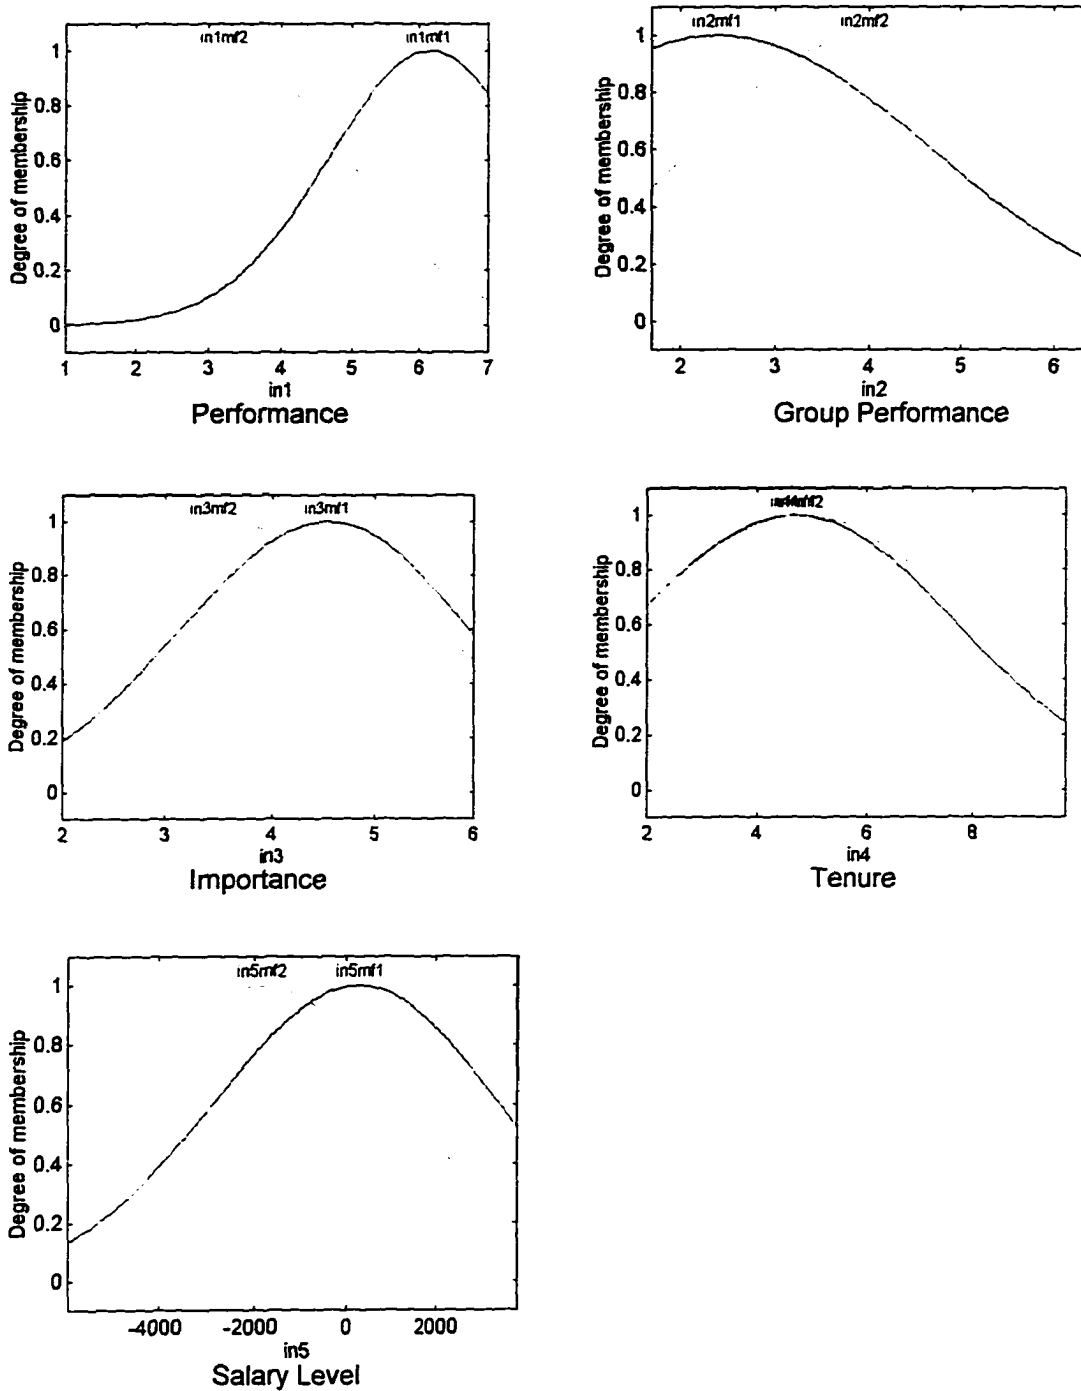 in1mf2 in1mf1
Degree of membership
1
0.8
0.6
0.4
0.2
0
1 2 3 4 5 6 7
in1
Performance
in2mf1 in2mf2
Degree of membership
1
0.8
0.6
0.4
0.2
0
2 3 4 5 6
in2
Group Performance
in3mf2 in3mf1
Degree of membership
1
0.8
0.6
0.4
0.2
0
2 3 4 5 6
in3
Importance
Degree of membership
1
0.8
0.6
0.4
0.2
0
2 4 6 8
in4
Tenure
in5mf2 in5mf1
Degree of membership
1
0.8
0.6
0.4
0.2
0
-4000 -2000 0 2000
in5
Salary Level